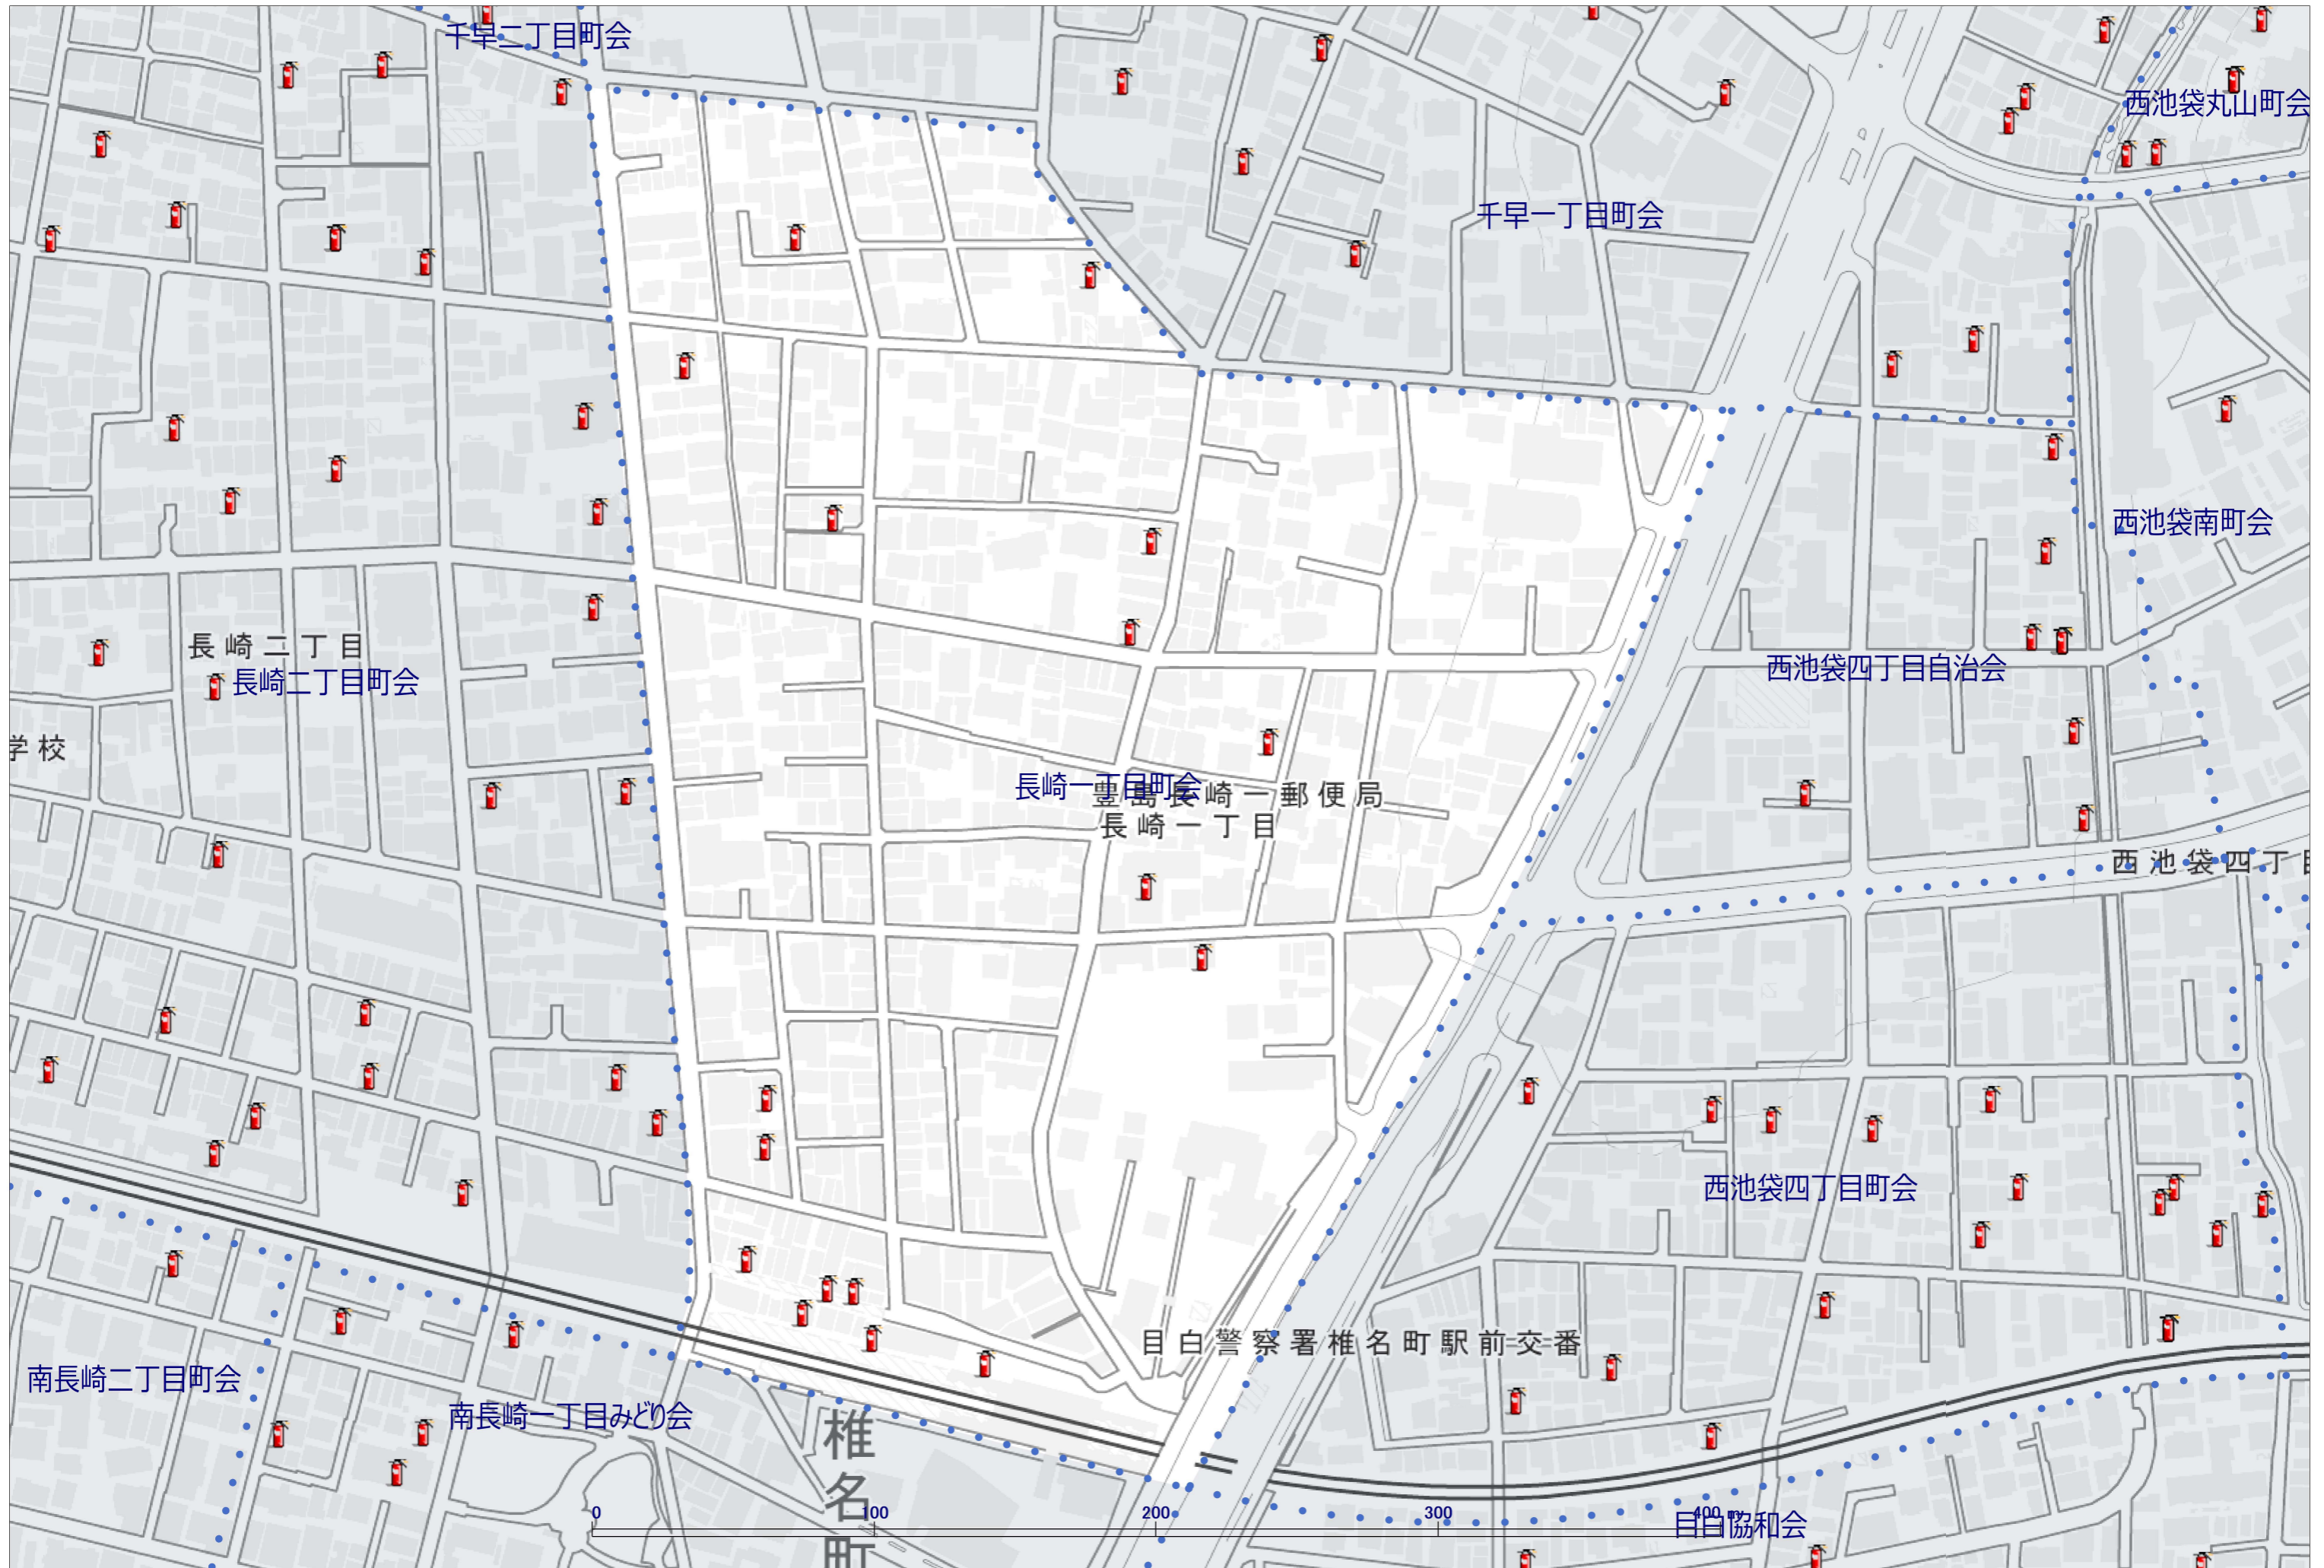 千早二丁目町会
西池袋丸山町会
千早一丁目町会
西池袋南町会
長崎二丁目
長崎二丁目町会
西池袋四丁目自治会
学校
長崎一丁目町会
豊島長崎一郵便局
長崎一丁目
西池袋四丁目
西池袋四丁目町会
目白警察署椎名町駅前交番
南長崎二丁目町会
南長崎一丁目みどり会
椎名町
0 100 200 300 400 m
目白協和会